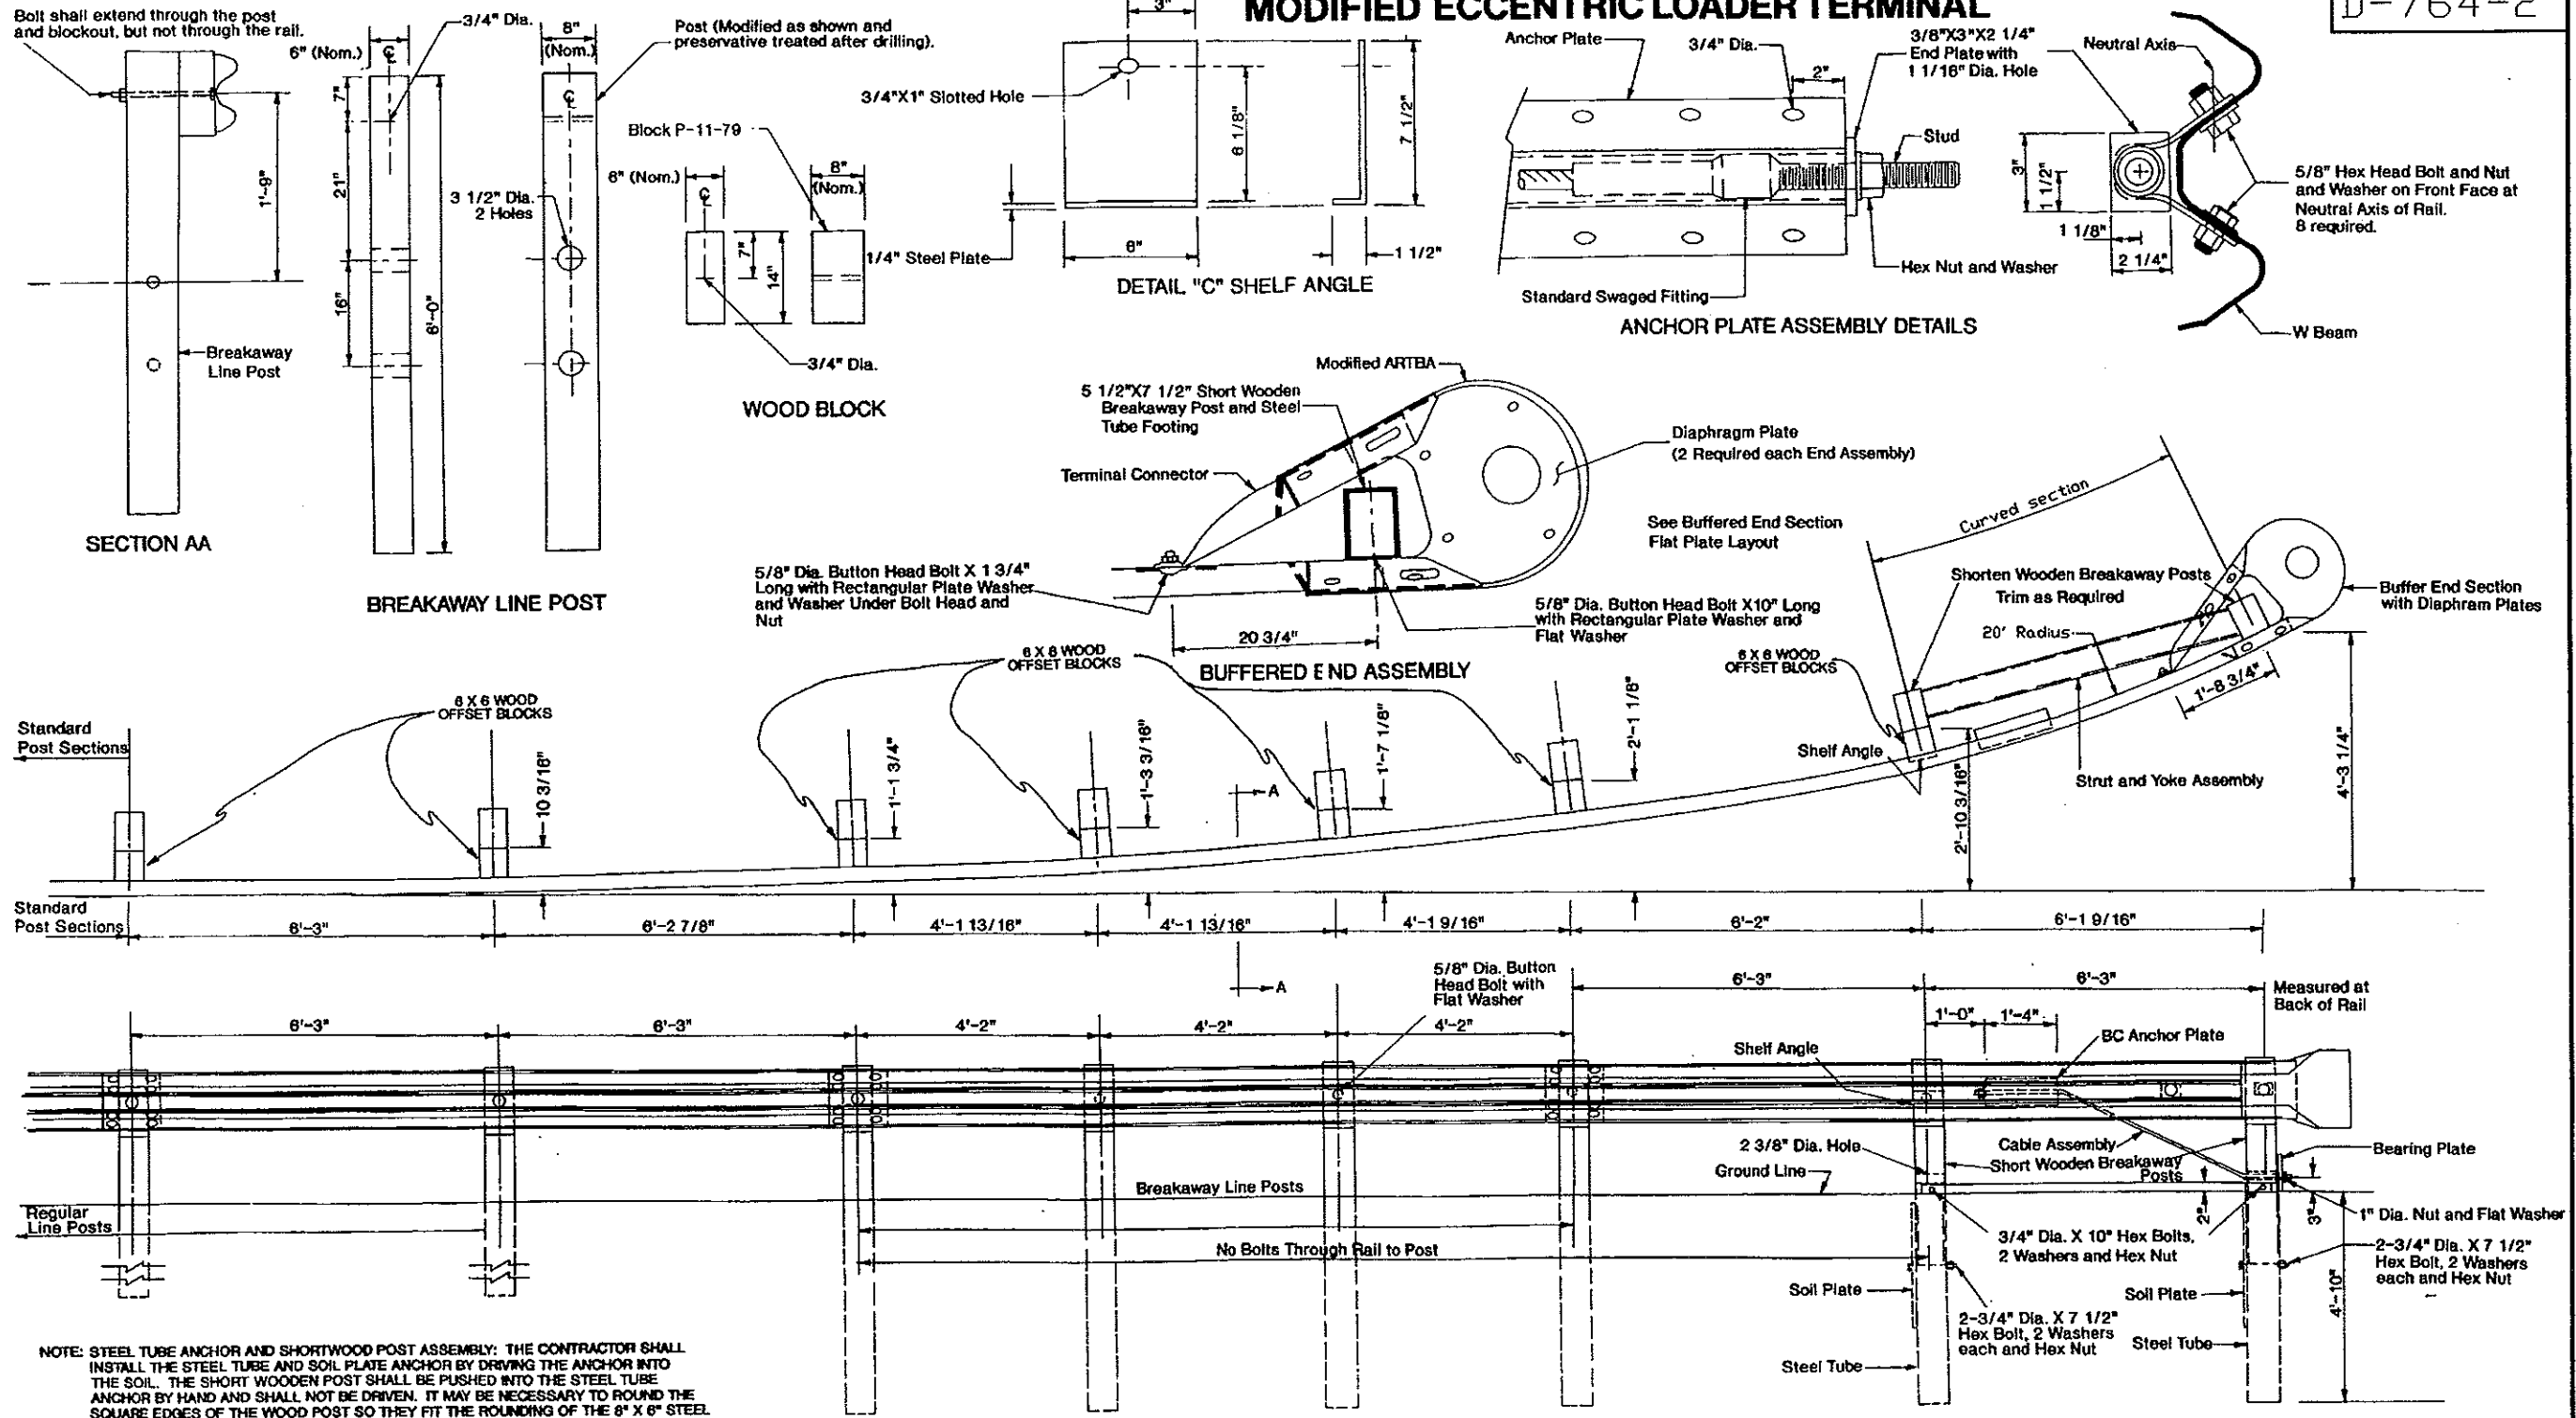 MODIFIED ECCENTRIC LOADER TERMINAL
D-764-2
Bolt shall extend through the post
and blockout, but not through the rail.
1'-9"
Breakaway
Line Post
SECTION AA
6" (Nom.)
3/4" Dia.
8"
(Nom.)
Post (Modified as shown and
preservative treated after drilling).
7"
21"
16"
6'-0"
3 1/2" Dia.
2 Holes
BREAKAWAY LINE POST
Block P-11-79
6" (Nom.)
8"
(Nom.)
7"
14"
3/4" Dia.
WOOD BLOCK
3"
3/4"X1" Slotted Hole
6 1/8"
7 1/2"
1/4" Steel Plate
6"
1 1/2"
DETAIL "C" SHELF ANGLE
Anchor Plate
3/4" Dia.
2"
3/8"X3"X2 1/4"
End Plate with
1 1/16" Dia. Hole
Neutral Axis
Stud
Hex Nut and Washer
Standard Swaged Fitting
3"
1 1/2"
1 1/8"
2 1/4"
5/8" Hex Head Bolt and Nut
and Washer on Front Face at
Neutral Axis of Rail.
8 required.
W Beam
ANCHOR PLATE ASSEMBLY DETAILS
Modified ARTBA
5 1/2"X7 1/2" Short Wooden
Breakaway Post and Steel
Tube Footing
Terminal Connector
Diaphragm Plate
(2 Required each End Assembly)
See Buffered End Section
Flat Plate Layout
5/8" Dia. Button Head Bolt X 1 3/4"
Long with Rectangular Plate Washer
and Washer Under Bolt Head and
Nut
5/8" Dia. Button Head Bolt X10" Long
with Rectangular Plate Washer and
Flat Washer
20 3/4"
BUFFERED END ASSEMBLY
Curved section
Shorten Wooden Breakaway Posts
Trim as Required
20' Radius
Buffer End Section
with Diaphram Plates
6 X 6 WOOD
OFFSET BLOCKS
6 X 6 WOOD
OFFSET BLOCKS
6 X 6 WOOD
OFFSET BLOCKS
1'-8 3/4"
Standard
Post Sections
10 3/16"
1'-1 3/4"
1'-3 3/16"
A
1'-7 1/8"
2'-1 1/8"
Shelf Angle
2'-10 3/16"
Strut and Yoke Assembly
4'-3 1/4"
Standard
Post Sections
6'-3"
6'-2 7/8"
4'-1 13/16"
4'-1 13/16"
4'-1 9/16"
6'-2"
6'-1 9/16"
A
5/8" Dia. Button
Head Bolt with
Flat Washer
6'-3"
6'-3"
Measured at
Back of Rail
6'-3"
6'-3"
4'-2"
4'-2"
4'-2"
1'-0"
1'-4"
BC Anchor Plate
Shelf Angle
2 3/8" Dia. Hole
Cable Assembly
Short Wooden Breakaway
Posts
Bearing Plate
Ground Line
Breakaway Line Posts
Regular
Line Posts
No Bolts Through Rail to Post
2"
3"
1" Dia. Nut and Flat Washer
3/4" Dia. X 10" Hex Bolts,
2 Washers and Hex Nut
2-3/4" Dia. X 7 1/2"
Hex Bolt, 2 Washers
each and Hex Nut
Soil Plate
Soil Plate
4'-10"
2-3/4" Dia. X 7 1/2"
Hex Bolt, 2 Washers
each and Hex Nut
Steel Tube
Steel Tube
NOTE: STEEL TUBE ANCHOR AND SHORTWOOD POST ASSEMBLY: THE CONTRACTOR SHALL
INSTALL THE STEEL TUBE AND SOIL PLATE ANCHOR BY DRIVING THE ANCHOR INTO
THE SOIL. THE SHORT WOODEN POST SHALL BE PUSHED INTO THE STEEL TUBE
ANCHOR BY HAND AND SHALL NOT BE DRIVEN. IT MAY BE NECESSARY TO ROUND THE
SQUARE EDGES OF THE WOOD POST SO THEY FIT THE ROUNDING OF THE 8" X 6" STEEL